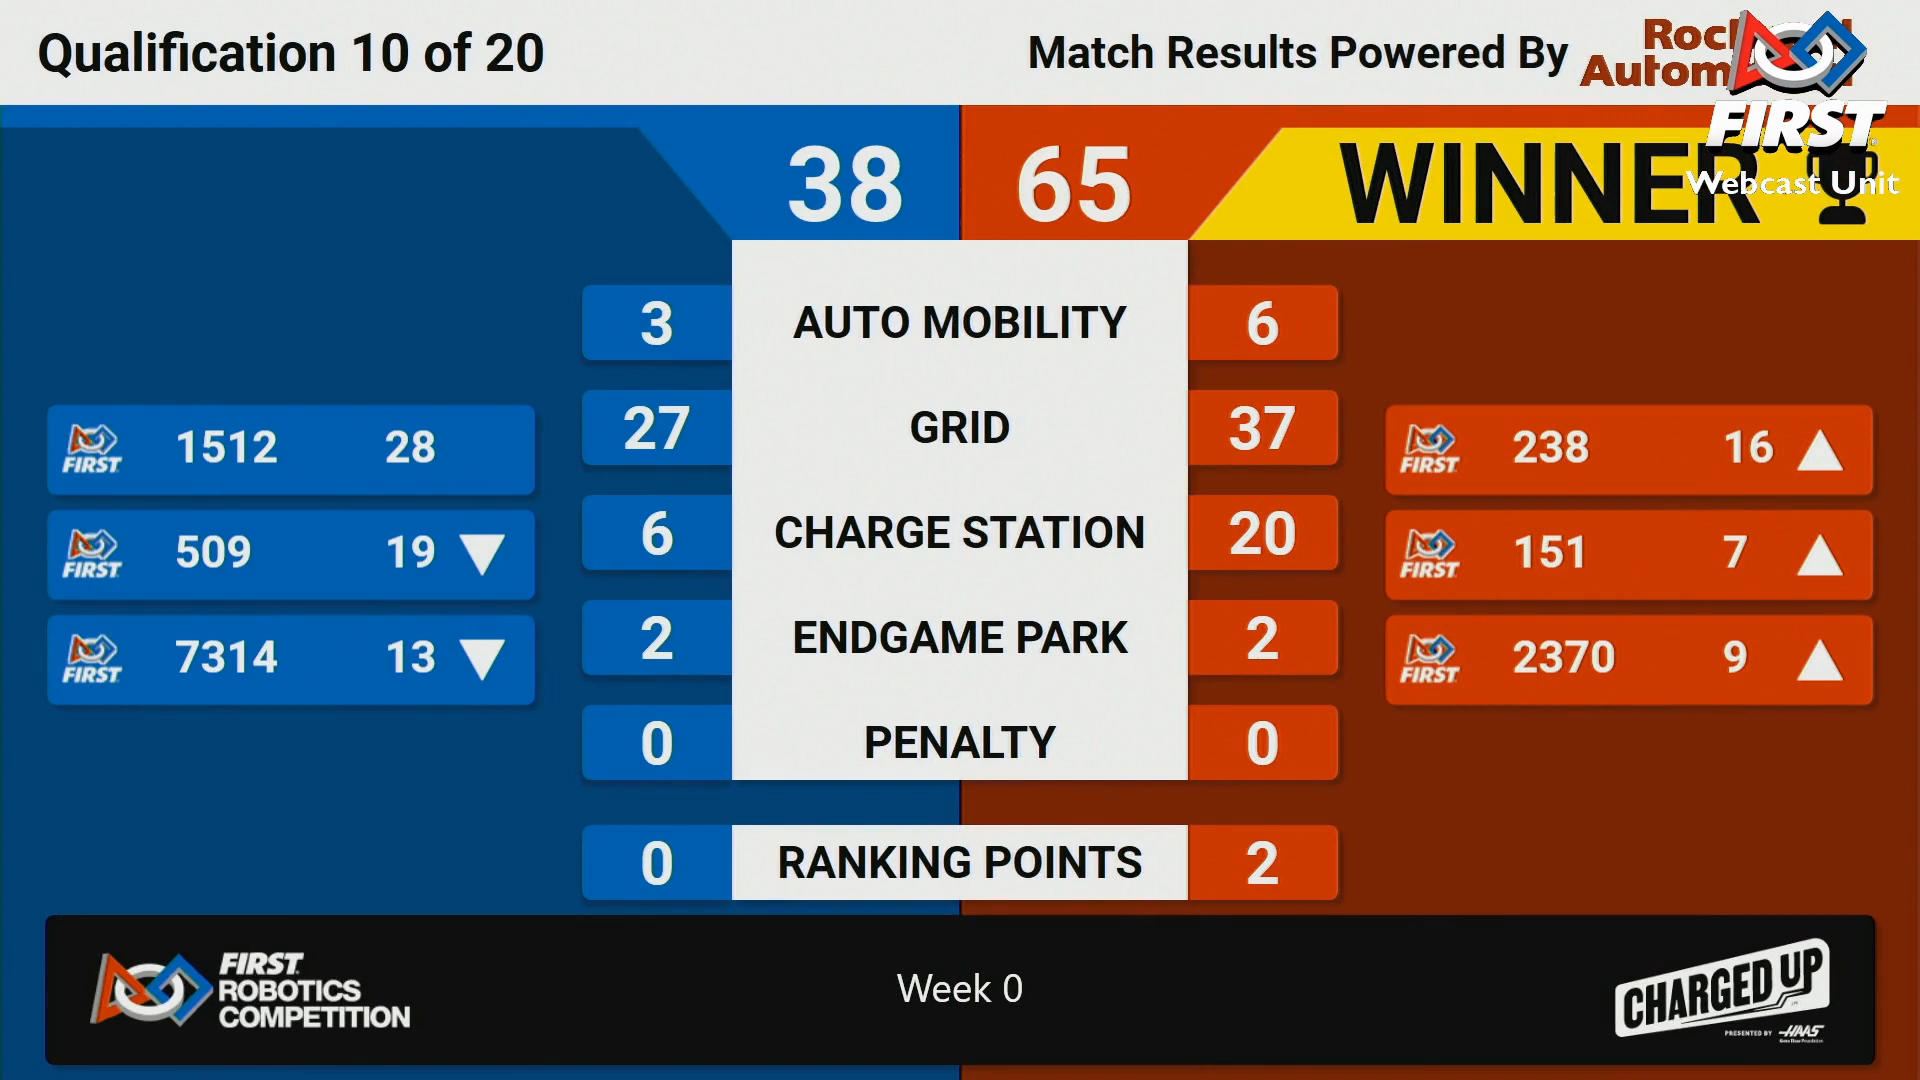 Qualification 10 of 20
Match Results Powered By
FIRST
Webcast Unit
38 65 WINNER
3 AUTO MOBILITY 6
27 GRID 37
6 CHARGE STATION 20
2 ENDGAME PARK 2
0 PENALTY 0
0 RANKING POINTS 2
FIRST 1512 28
FIRST 509 19
FIRST 7314 13
FIRST 238 16
FIRST 151 7
FIRST 2370 9
FIRST
ROBOTICS
COMPETITION
Week 0
CHARGED UP
PRESENTED BY HAAS